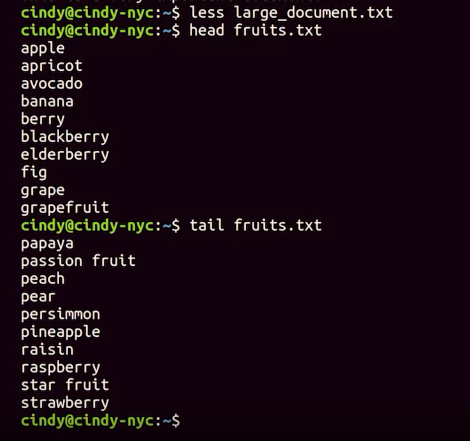 cindy@cindy-nyc:~$ less large_document.txt
cindy@cindy-nyc:~$ head fruits.txt
apple
apricot
avocado
banana
berry
blackberry
elderberry
fig
grape
grapefruit
cindy@cindy-nyc:~$ tail fruits.txt
papaya
passion fruit
peach
pear
persimmon
pineapple
raisin
raspberry
star fruit
strawberry
cindy@cindy-nyc:~$